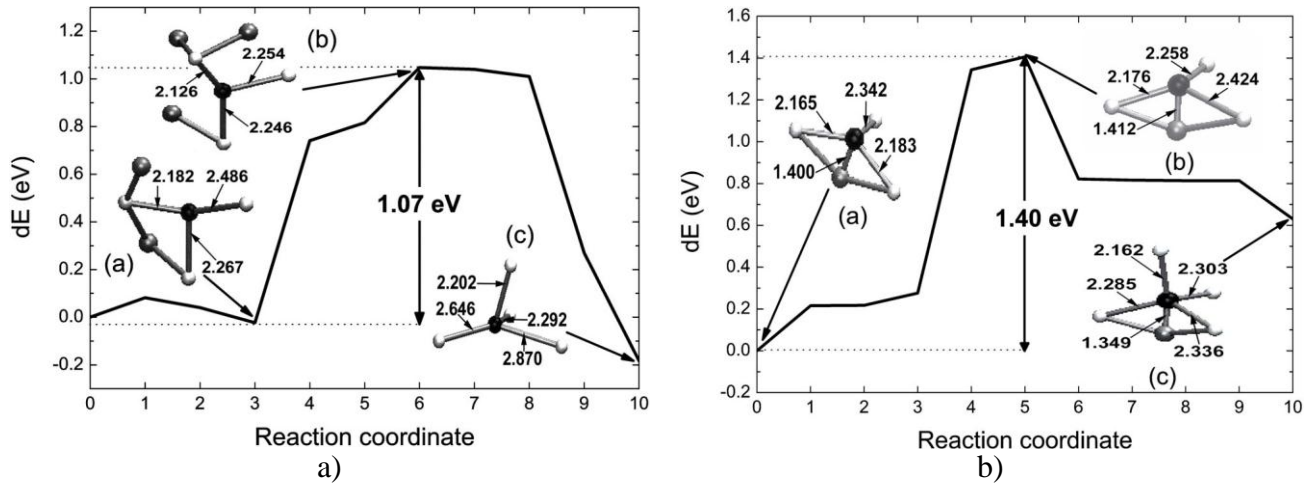 1.2
1.0
0.8
0.6
0.4
0.2
0.0
-0.2
dE (eV)
0 1 2 3 4 5 6 7 8 9 10
Reaction coordinate
(b)
2.254
2.126
2.246
2.182
2.486
(a)
2.267
1.07 eV
(c)
2.202
2.646
2.292
2.870
a)
1.6
1.4
1.2
1.0
0.8
0.6
0.4
0.2
0.0
-0.2
dE (eV)
0 1 2 3 4 5 6 7 8 9 10
Reaction coordinate
2.342
2.165
2.183
1.400
(a)
1.40 eV
2.258
2.176
2.424
1.412
(b)
2.162
2.303
2.285
1.349
2.336
(c)
b)